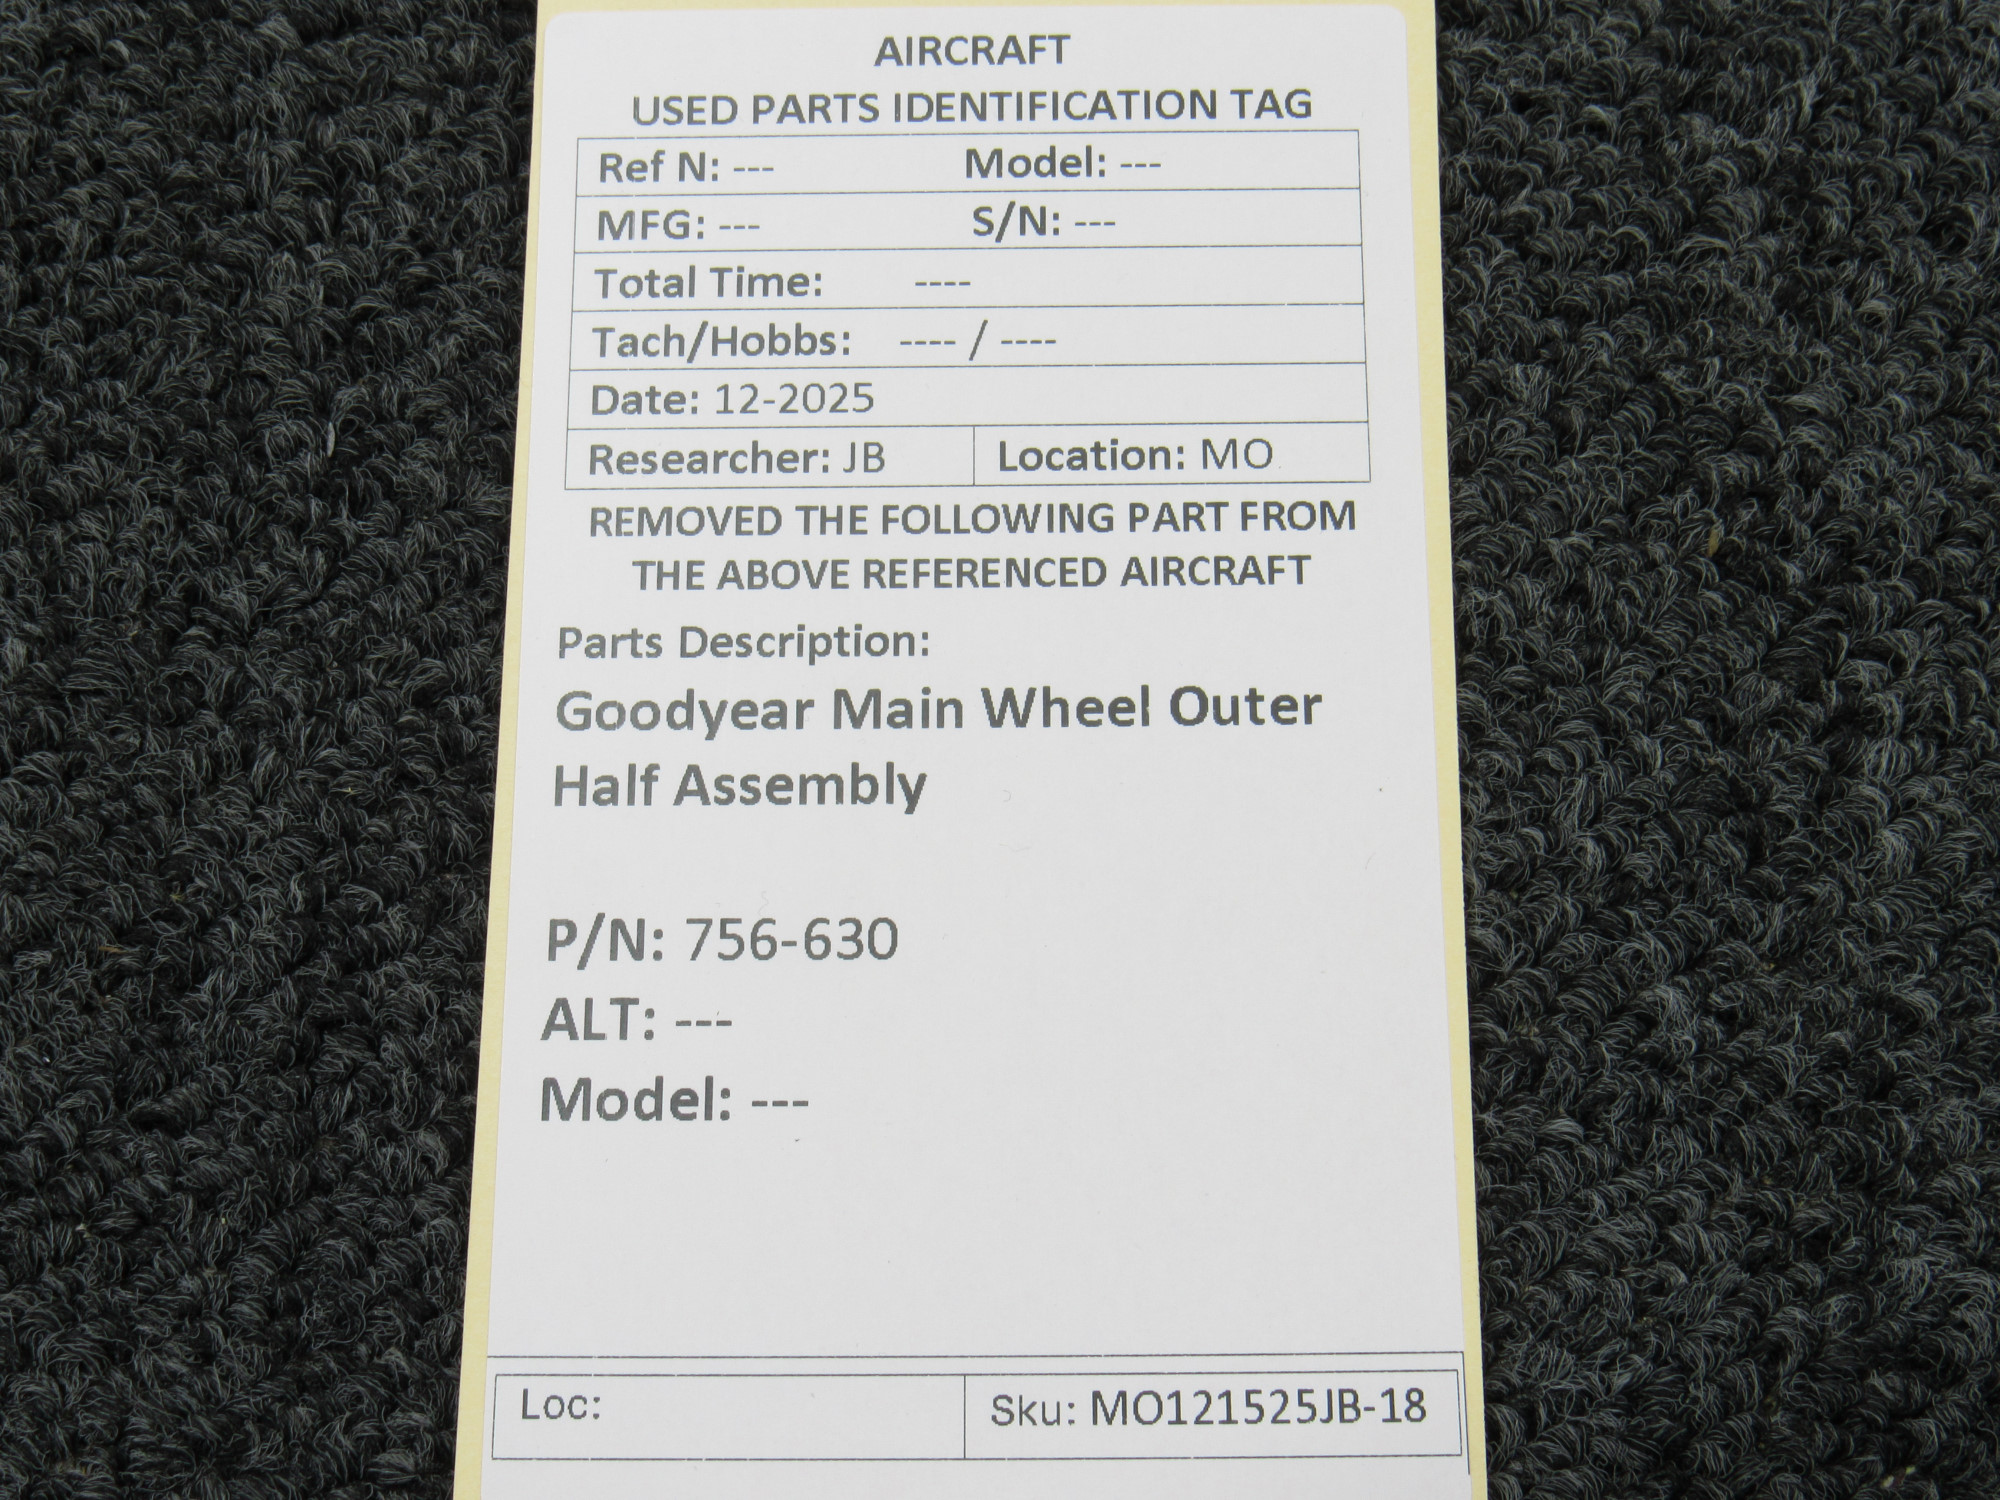 AIRCRAFT
USED PARTS IDENTIFICATION TAG
Ref N: --- Model: ---
MFG: --- S/N: ---
Total Time: ----
Tach/Hobbs: ---- / ----
Date: 12-2025
Researcher: JB Location: MO
REMOVED THE FOLLOWING PART FROM
THE ABOVE REFERENCED AIRCRAFT
Parts Description:
Goodyear Main Wheel Outer
Half Assembly
P/N: 756-630
ALT: ---
Model: ---
Loc: Sku: MO121525JB-18